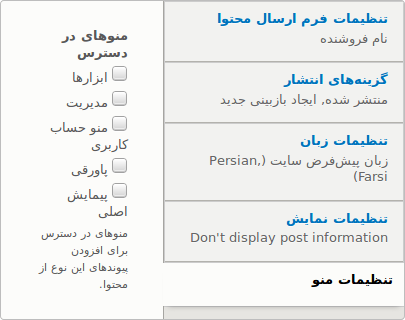 تنظیمات فرم ارسال محتوا
نام فروشنده
گزینه‌های انتشار
منتشر شده, ایجاد بازبینی جدید
تنظیمات زبان
زبان پیش‌فرض سایت (Persian,
Farsi)
تنظیمات نمایش
Don't display post information
تنظیمات منو
منوهای در
دسترس
ابزارها
مدیریت
منو حساب
کاربری
پاورقی
پیمایش
اصلی
منوهای در دسترس
برای افزودن
پیوندهای این نوع از
محتوا.